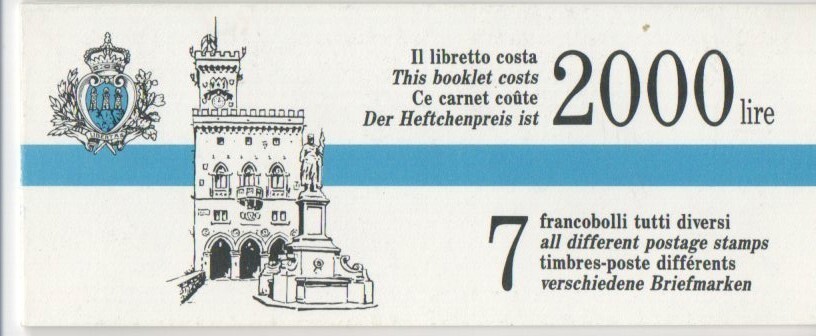 Il libretto costa
This booklet costs
Ce carnet coûte
Der Heftchenpreis ist
2000 lire
7
francobolli tutti diversi
all different postage stamps
timbres-poste différents
verschiedene Briefmarken